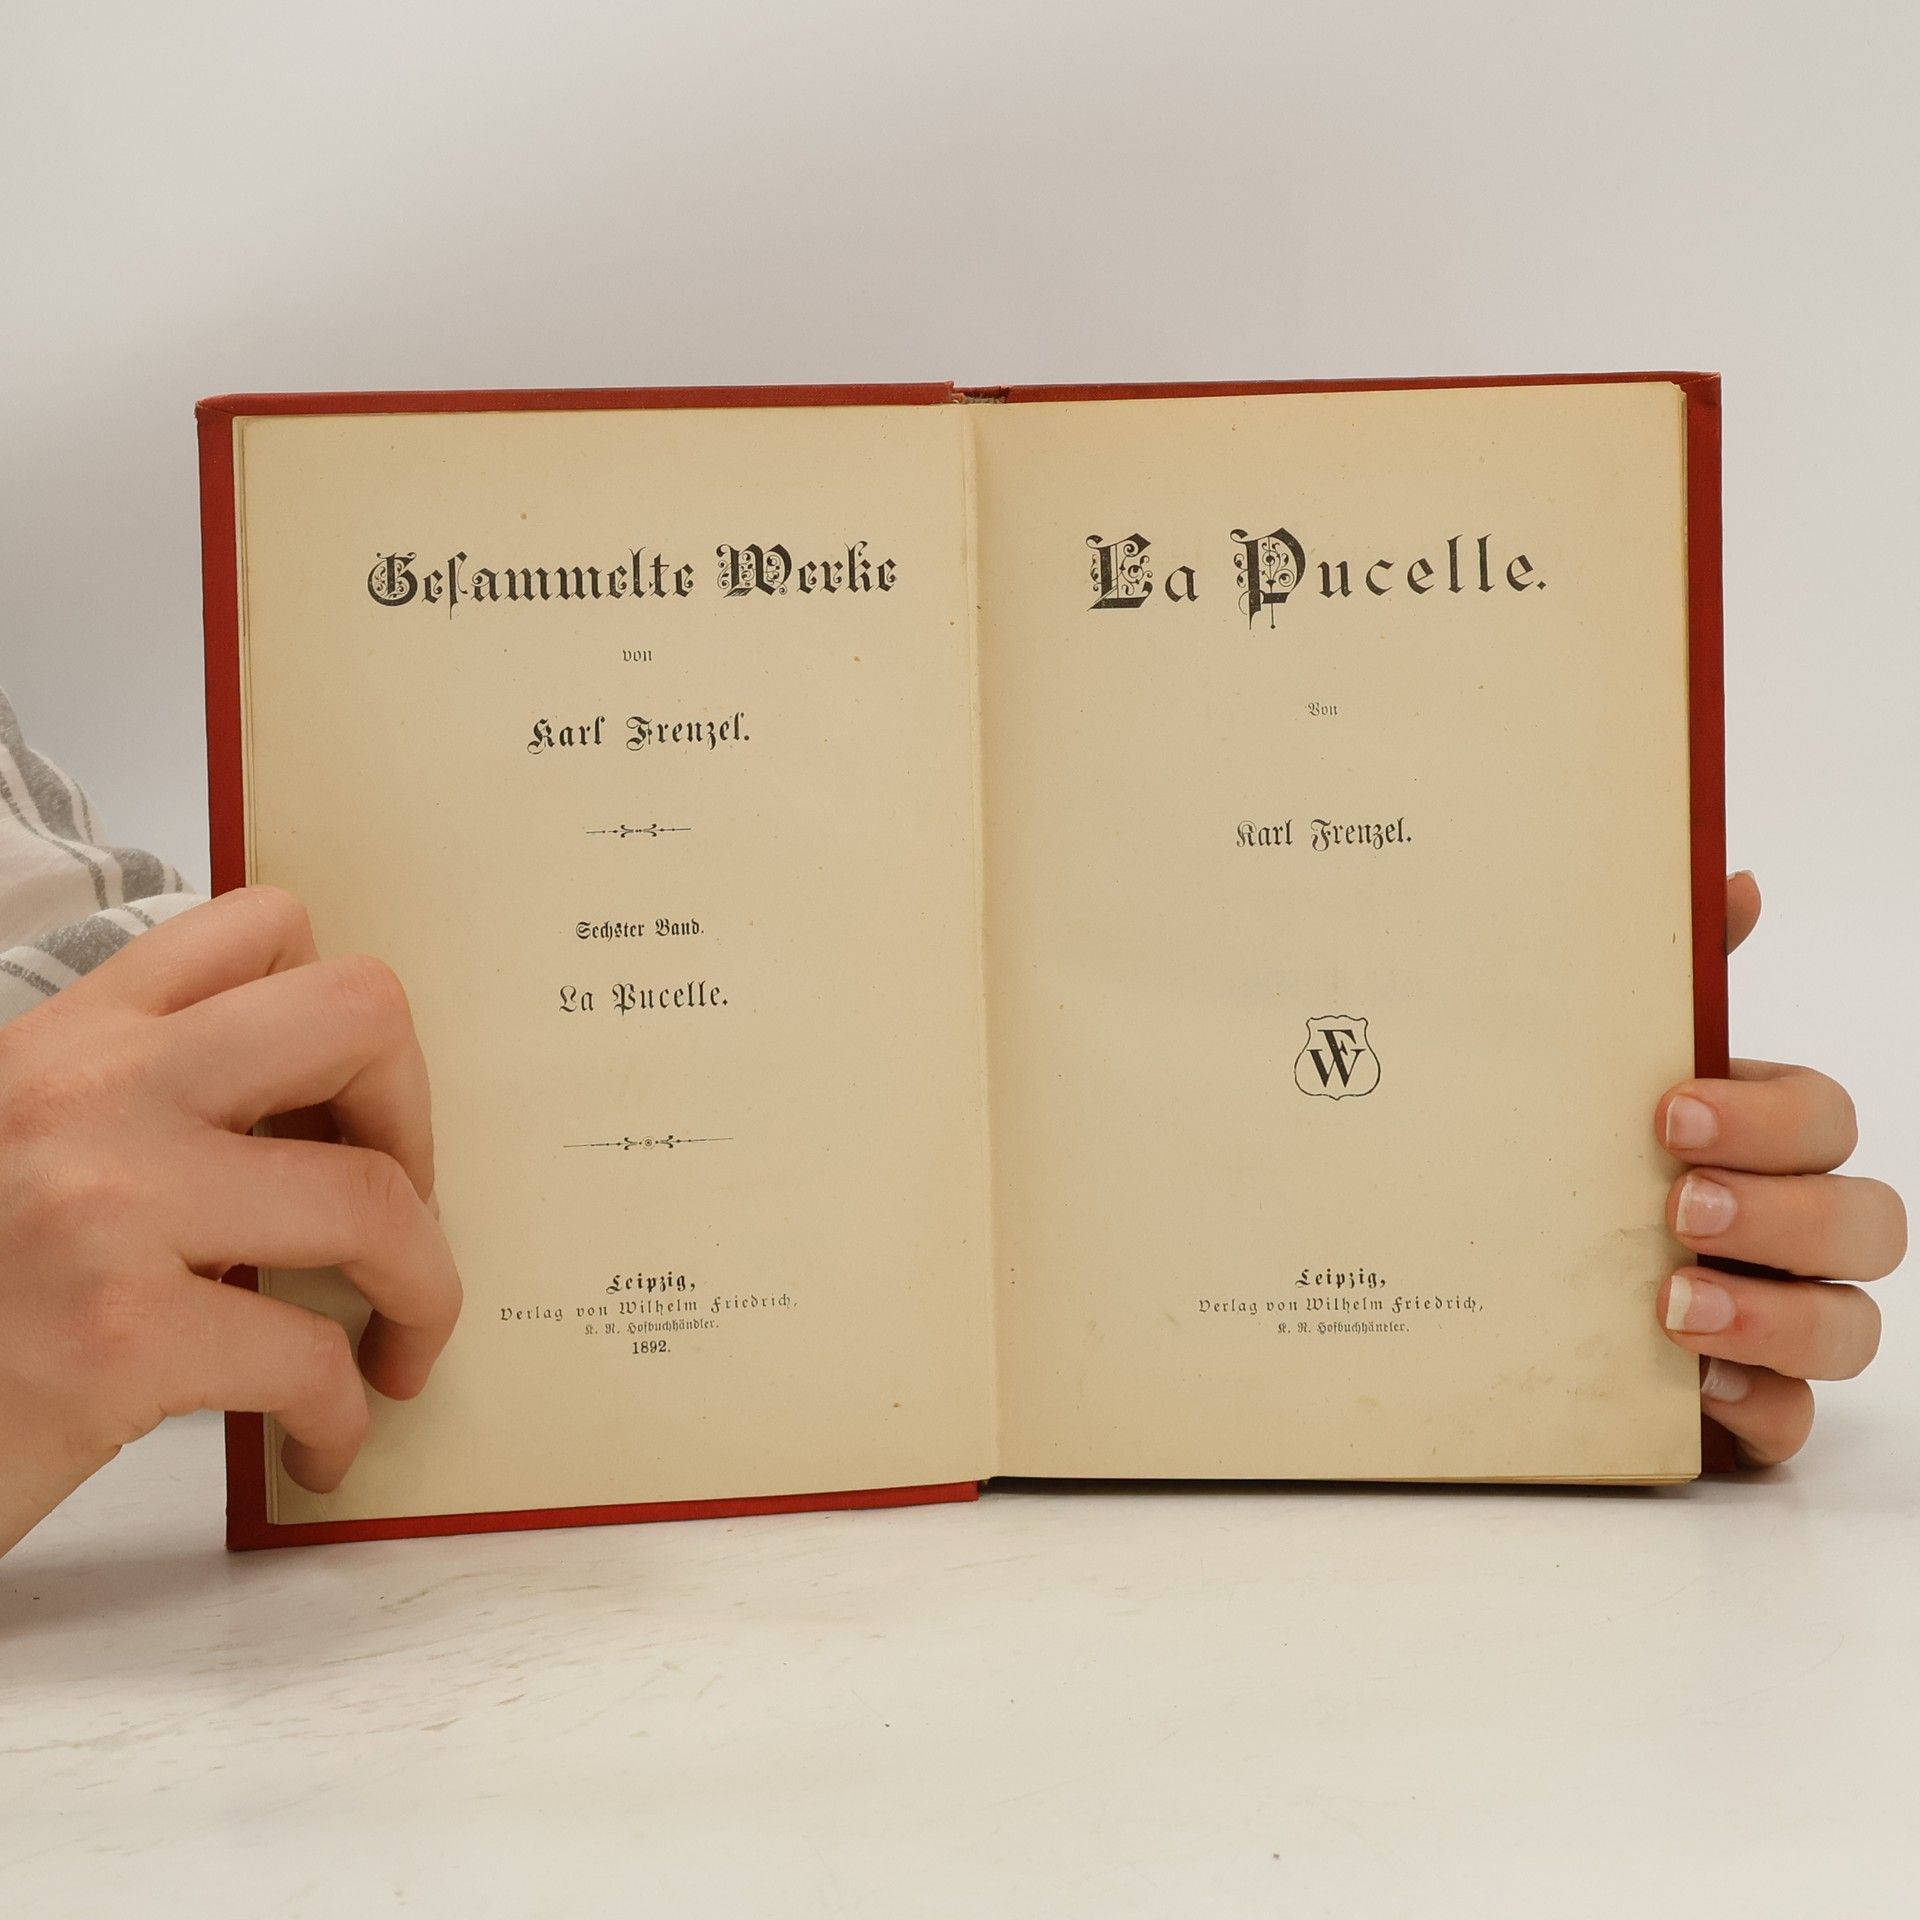 Gesammelte Werke
von
Karl Frenzel.
Sechster Band.
La Pucelle.
Leipzig,
Verlag von Wilhelm Friedrich,
K. R. Hofbuchhändler.
1892.
La Pucelle.
Von
Karl Frenzel.
WF
Leipzig,
Verlag von Wilhelm Friedrich,
K. R. Hofbuchhändler.